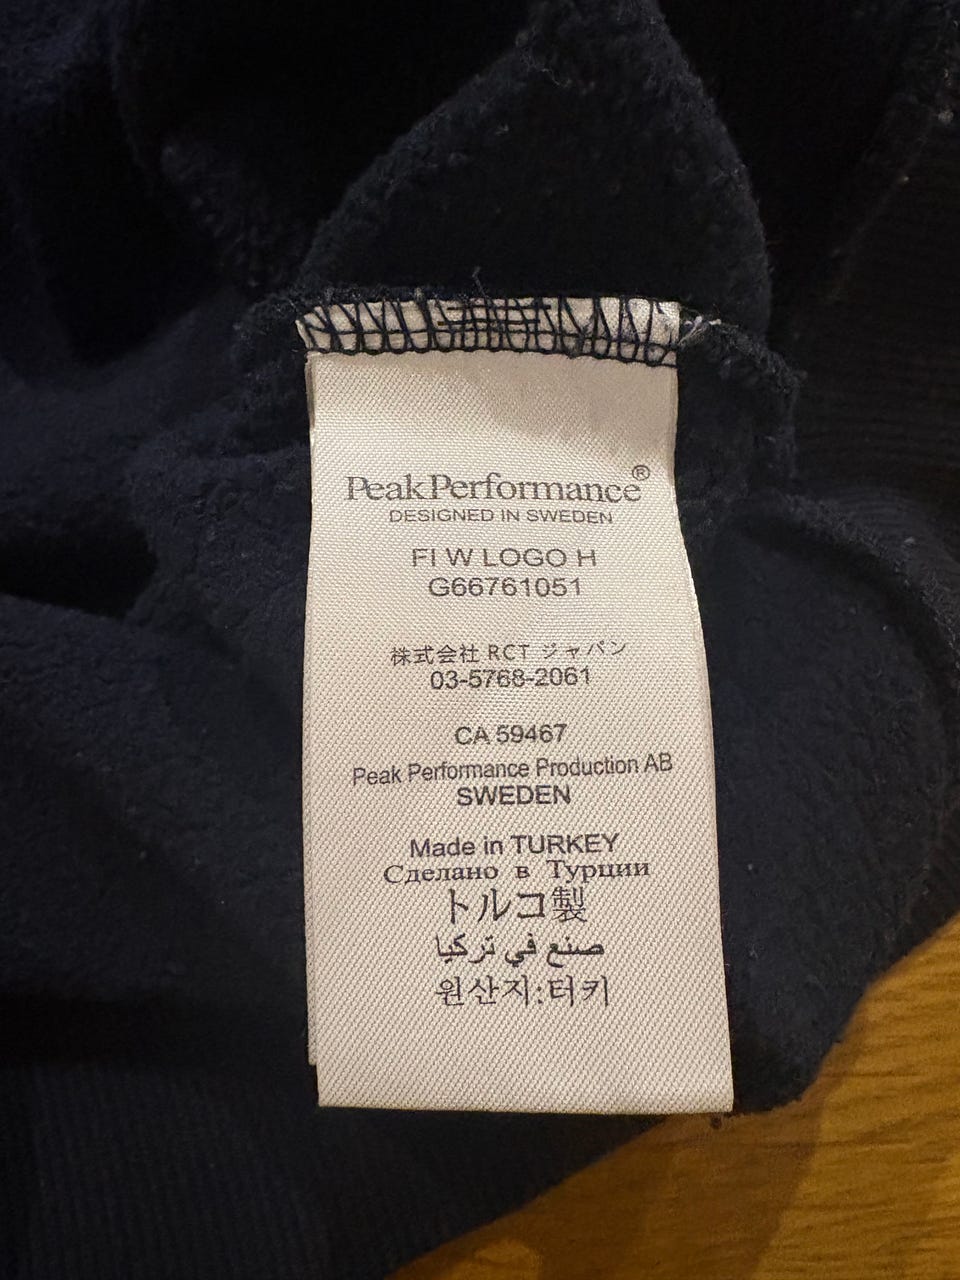 PeakPerformance®
DESIGNED IN SWEDEN
FI W LOGO H
G66761051
株式会社 RCT ジャパン
03-5768-2061
CA 59467
Peak Performance Production AB
SWEDEN
Made in TURKEY
Сделано в Турции
トルコ製
صنع في تركيا
원산지:터키